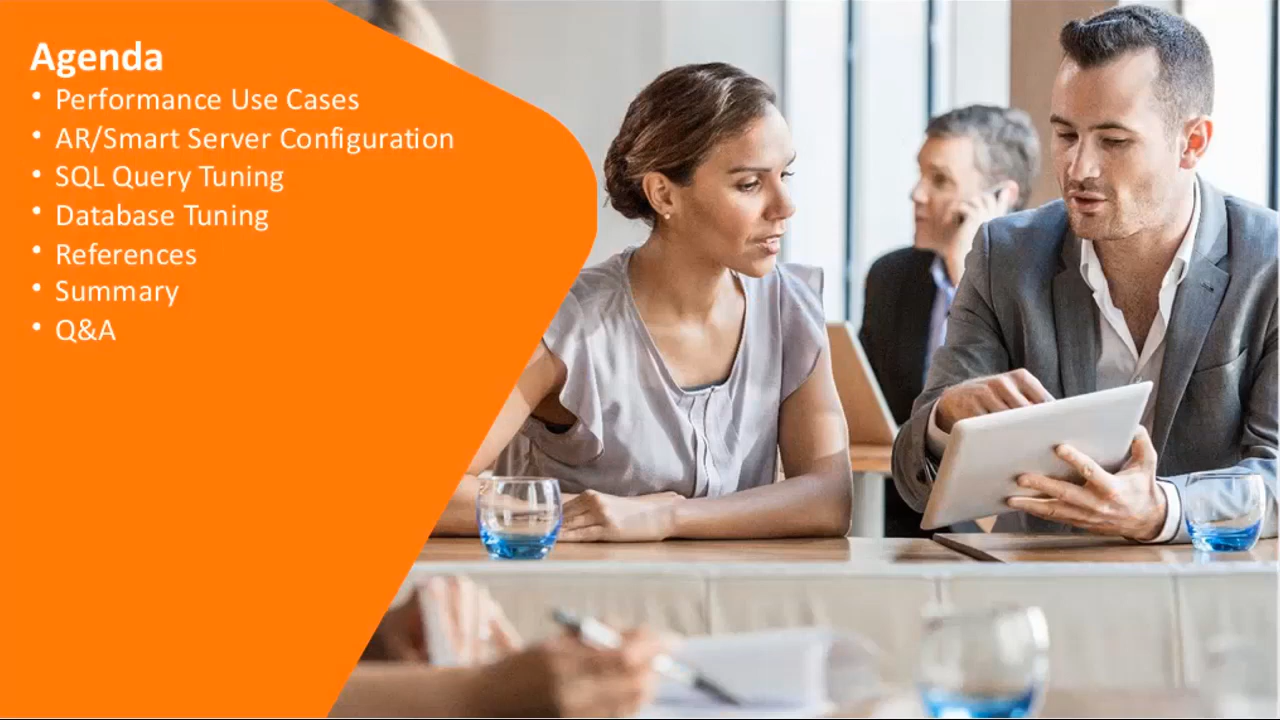 Agenda
• Performance Use Cases
• AR/Smart Server Configuration
• SQL Query Tuning
• Database Tuning
• References
• Summary
• Q&A